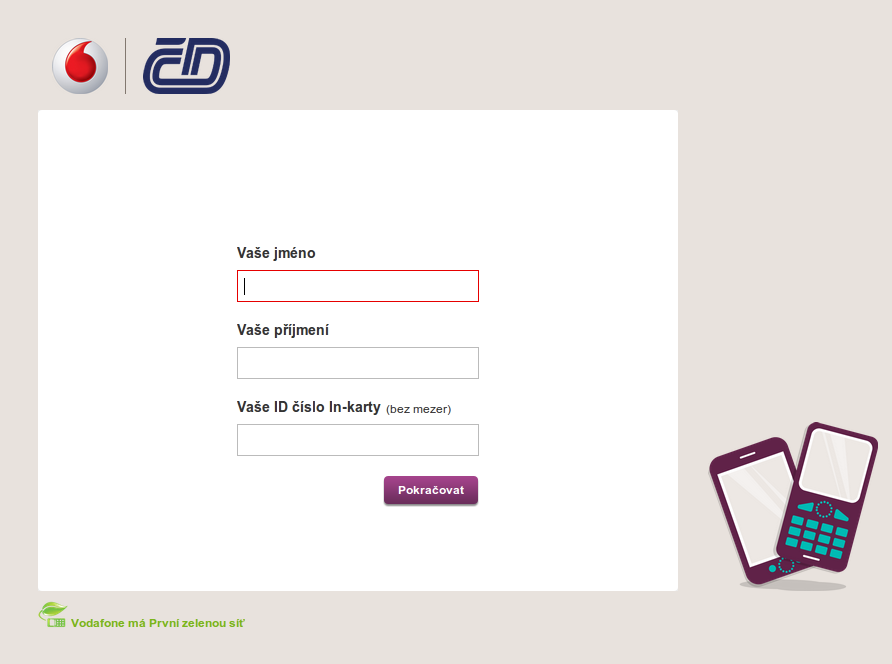 ČD
Vaše jméno
Vaše příjmení
Vaše ID číslo In-karty (bez mezer)
Pokračovat
Vodafone má První zelenou síť